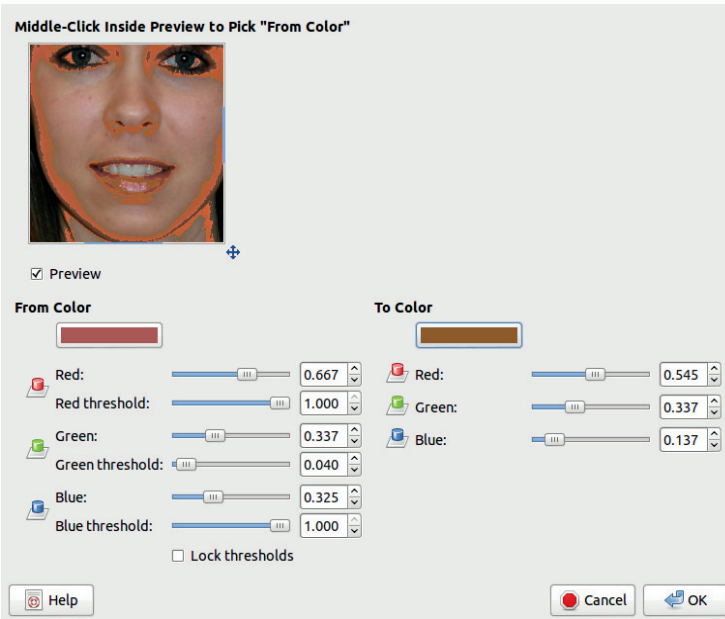 Middle-Click Inside Preview to Pick "From Color"
Preview
From Color
To Color
Red: 0.667
Red: 0.545
Red threshold: 1.000
Green: 0.337
Green: 0.337
Green threshold: 0.040
Blue: 0.137
Blue: 0.325
Blue threshold: 1.000
Lock thresholds
Help
Cancel
OK